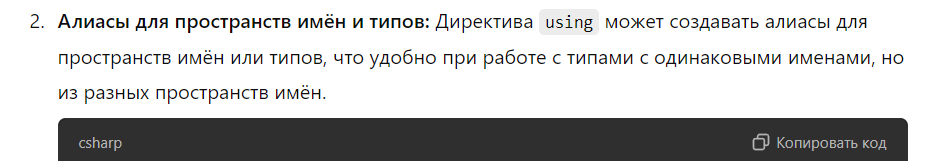 2. Алиасы для пространств имён и типов: Директива using может создавать алиасы для
пространств имён или типов, что удобно при работе с типами с одинаковыми именами, но
из разных пространств имён.
csharp Копировать код